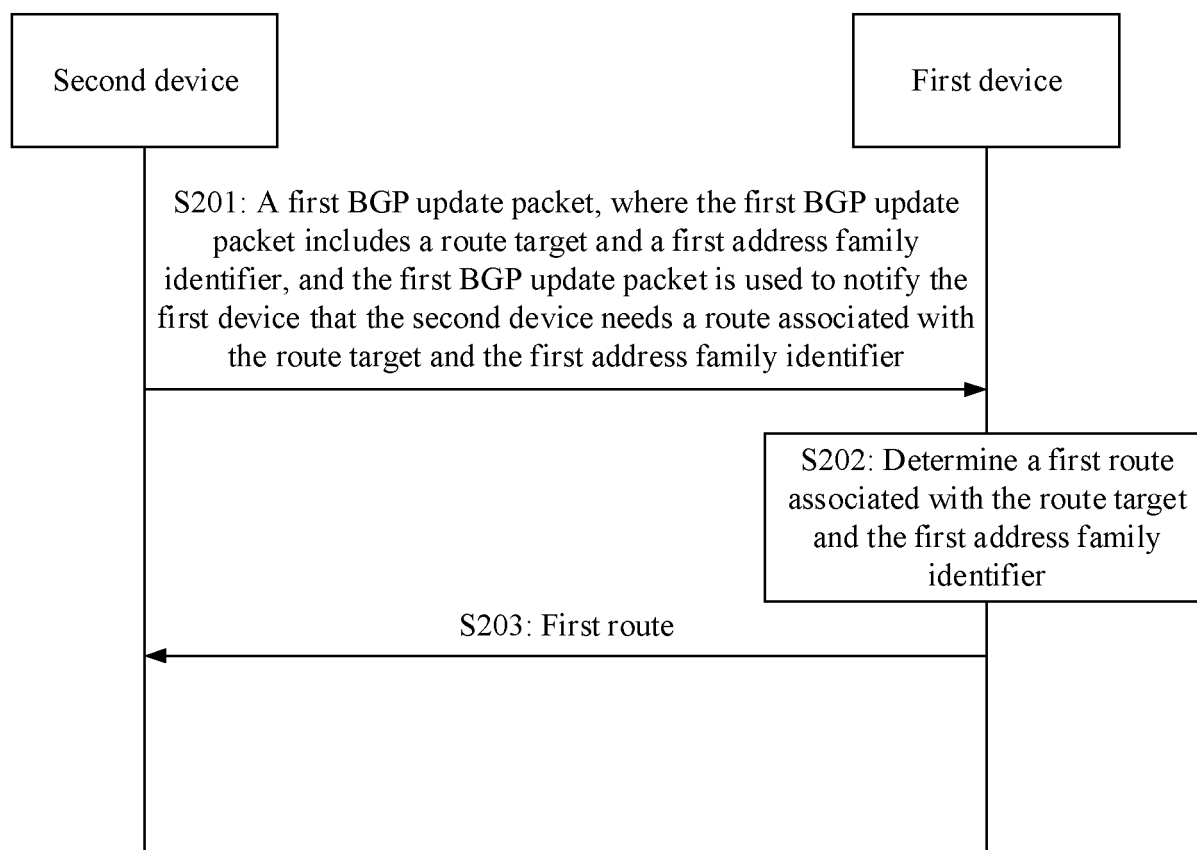 Second device
First device
S201: A first BGP update packet, where the first BGP update
packet includes a route target and a first address family
identifier, and the first BGP update packet is used to notify the
first device that the second device needs a route associated with
the route target and the first address family identifier
S202: Determine a first route
associated with the route target
and the first address family
identifier
S203: First route